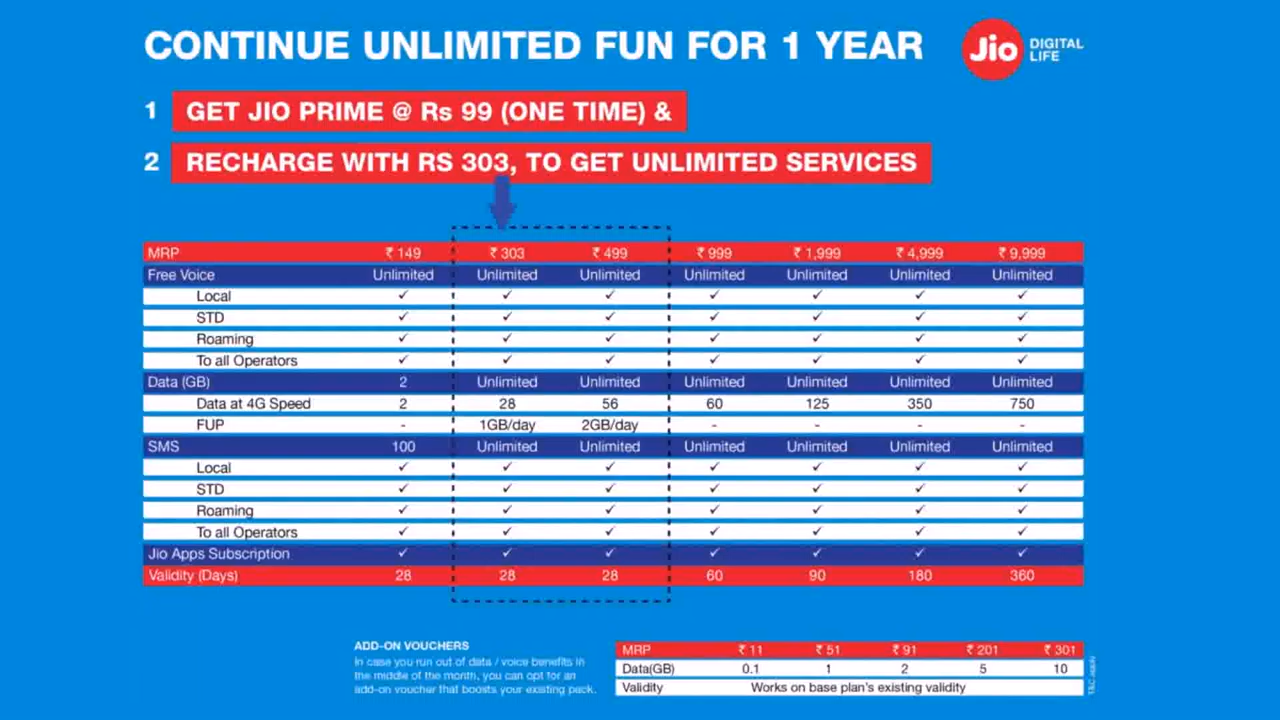 CONTINUE UNLIMITED FUN FOR 1 YEAR
Jio DIGITAL
LIFE
1 GET JIO PRIME @ Rs 99 (ONE TIME) &
2 RECHARGE WITH RS 303, TO GET UNLIMITED SERVICES
MRP ₹ 149 ₹ 303 ₹ 499 ₹ 999 ₹ 1,999 ₹ 4,999 ₹ 9,999
Free Voice Unlimited Unlimited Unlimited Unlimited Unlimited Unlimited Unlimited
Local ✓ ✓ ✓ ✓ ✓ ✓ ✓
STD ✓ ✓ ✓ ✓ ✓ ✓ ✓
Roaming ✓ ✓ ✓ ✓ ✓ ✓ ✓
To all Operators ✓ ✓ ✓ ✓ ✓ ✓ ✓
Data (GB) 2 Unlimited Unlimited Unlimited Unlimited Unlimited Unlimited
Data at 4G Speed 2 28 56 60 125 350 750
FUP - 1GB/day 2GB/day - - - -
SMS 100 Unlimited Unlimited Unlimited Unlimited Unlimited Unlimited
Local ✓ ✓ ✓ ✓ ✓ ✓ ✓
STD ✓ ✓ ✓ ✓ ✓ ✓ ✓
Roaming ✓ ✓ ✓ ✓ ✓ ✓ ✓
To all Operators ✓ ✓ ✓ ✓ ✓ ✓ ✓
Jio Apps Subscription ✓ ✓ ✓ ✓ ✓ ✓ ✓
Validity (Days) 28 28 28 60 90 180 360
ADD-ON VOUCHERS
In case you run out of data / voice benefits in
the middle of the month, you can opt for an
add-on voucher that boosts your existing pack.
MRP ₹ 11 ₹ 51 ₹ 91 ₹ 201 ₹ 301
Data(GB) 0.1 1 2 5 10
Validity Works on base plan's existing validity
T&C apply